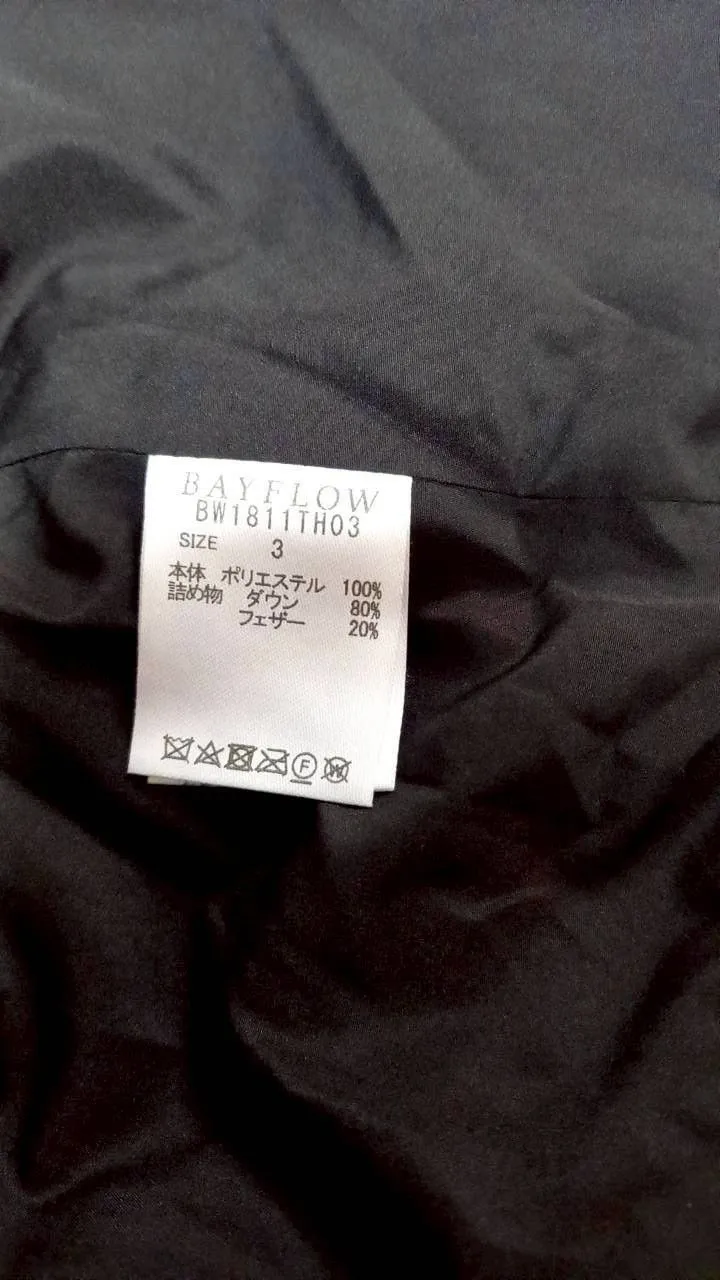 BAYFLOW
BW1811TH03
SIZE 3
本体 ポリエステル 100%
詰め物 ダウン 80%
フェザー 20%
F W